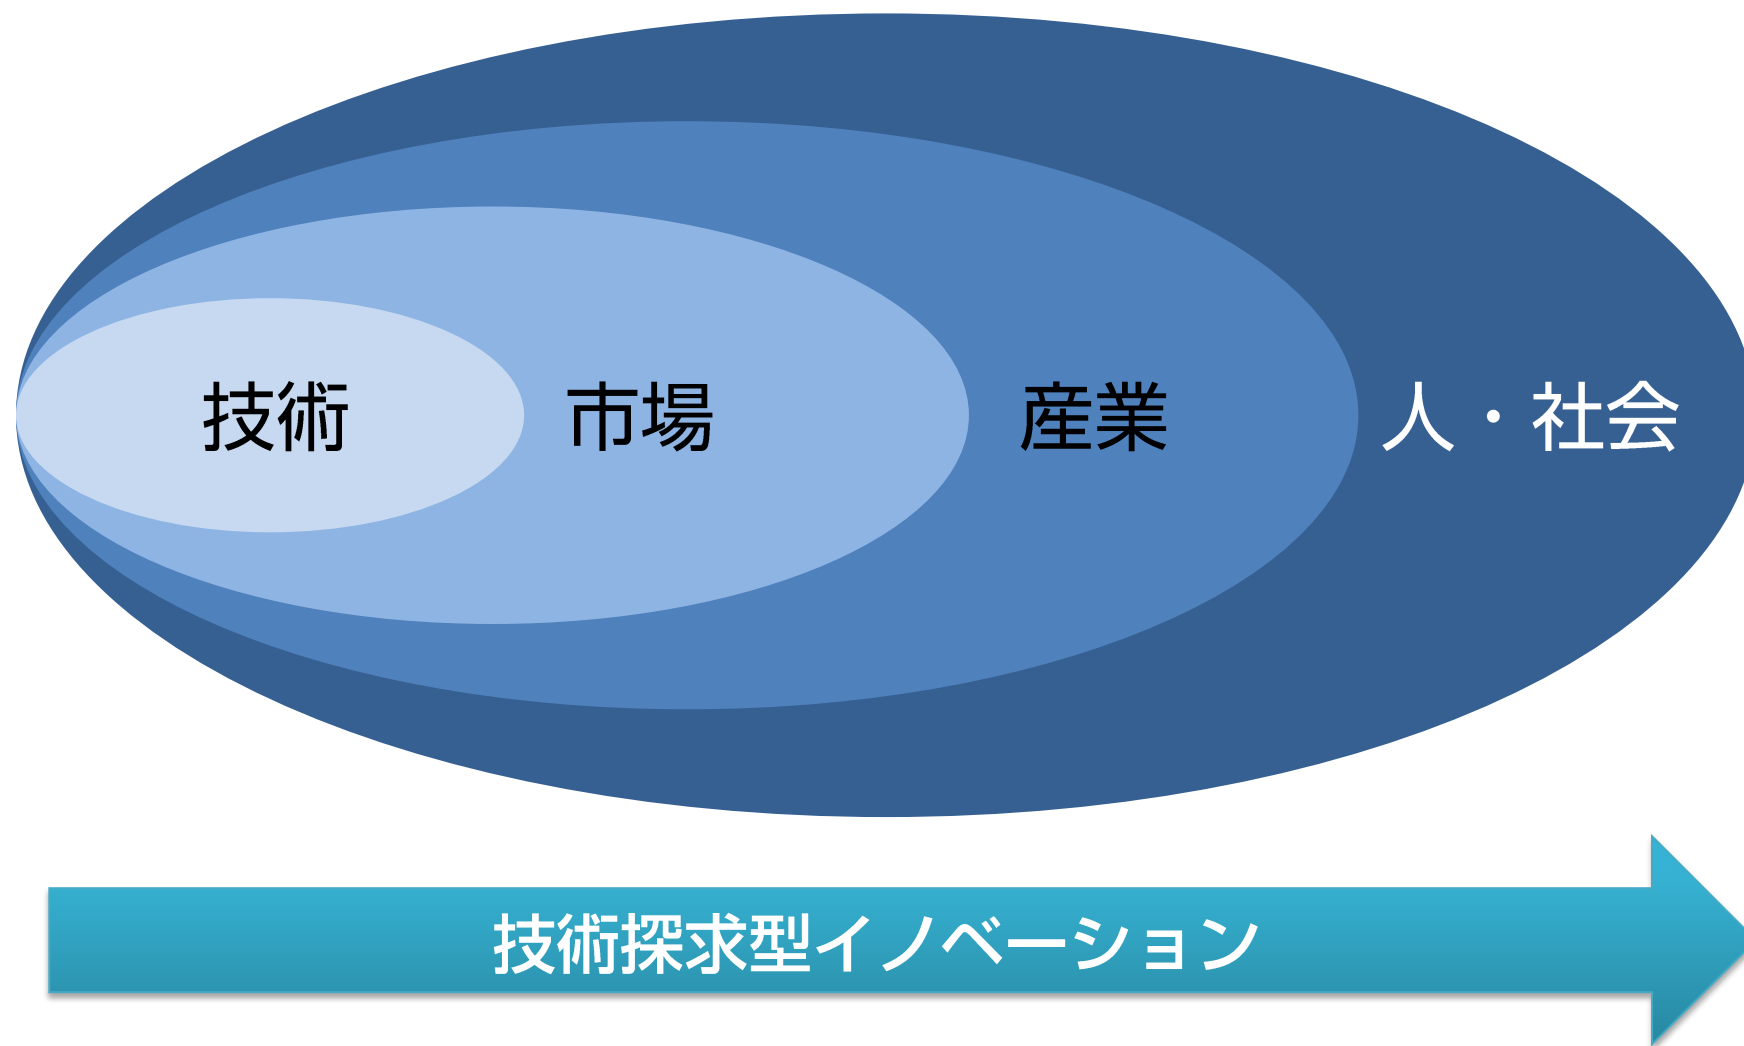 技術
市場
産業
人・社会
技術探求型イノベーション